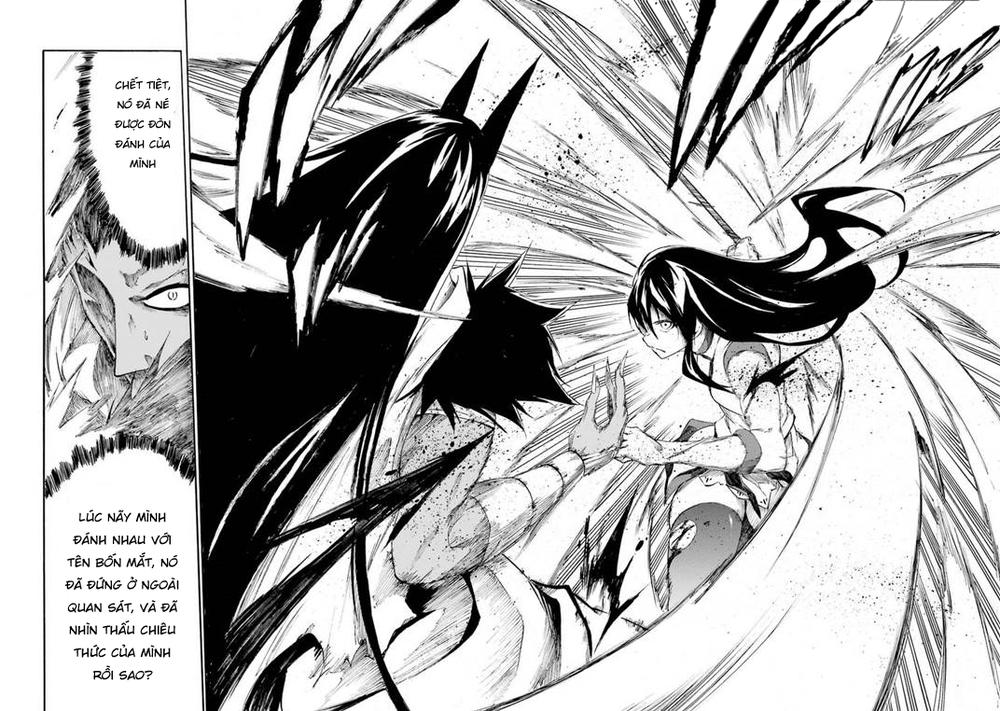 CHẾT TIỆT,
NÓ ĐÃ NÉ
ĐƯỢC ĐÒN
ĐÁNH CỦA
MÌNH
LÚC NÃY MÌNH
ĐÁNH NHAU VỚI
TÊN BỐN MẮT, NÓ
ĐÃ ĐỨNG Ở NGOÀI
QUAN SÁT, VÀ ĐÃ
NHÌN THẤU CHIÊU
THỨC CỦA MÌNH
RỒI SAO?